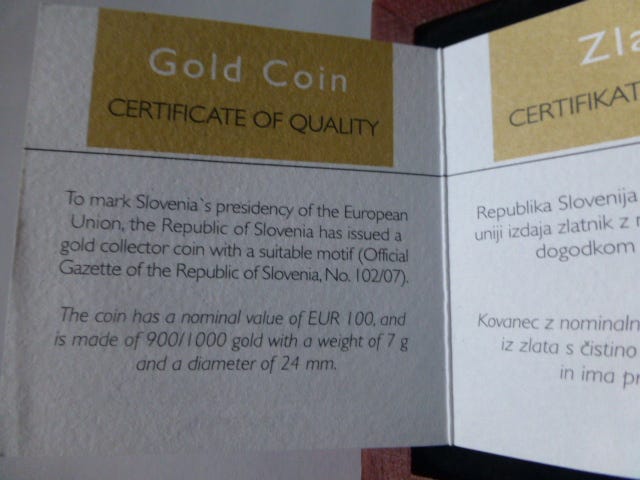 Gold Coin
CERTIFICATE OF QUALITY
To mark Slovenia`s presidency of the European
Union, the Republic of Slovenia has issued a
gold collector coin with a suitable motif (Official
Gazette of the Republic of Slovenia, No. 102/07).
The coin has a nominal value of EUR 100, and
is made of 900/1000 gold with a weight of 7 g
and a diameter of 24 mm.
Zla
CERTIFIKAT
Republika Slovenija
uniji izdaja zlatnik z
dogodkom
Kovanec z nominaln
iz zlata s čistino
in ima pr